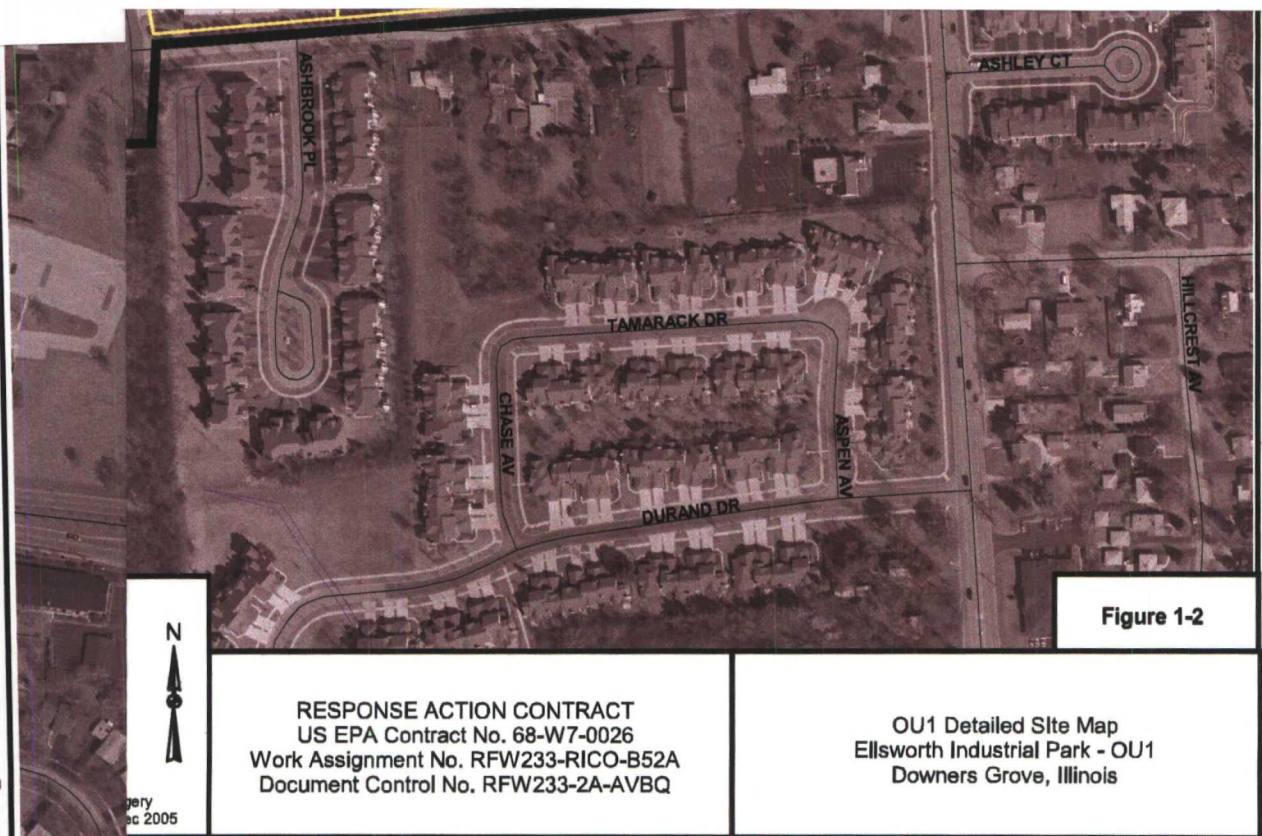 ASHBROOK PL
ASHLEY CT
TAMARACK DR
HILLCREST AV
CHASE AV
ASPEN AV
DURAND DR
Figure 1-2
N
RESPONSE ACTION CONTRACT
US EPA Contract No. 68-W7-0026
Work Assignment No. RFW233-RICO-B52A
Document Control No. RFW233-2A-AVBQ
OU1 Detailed Site Map
Ellsworth Industrial Park - OU1
Downers Grove, Illinois
2005